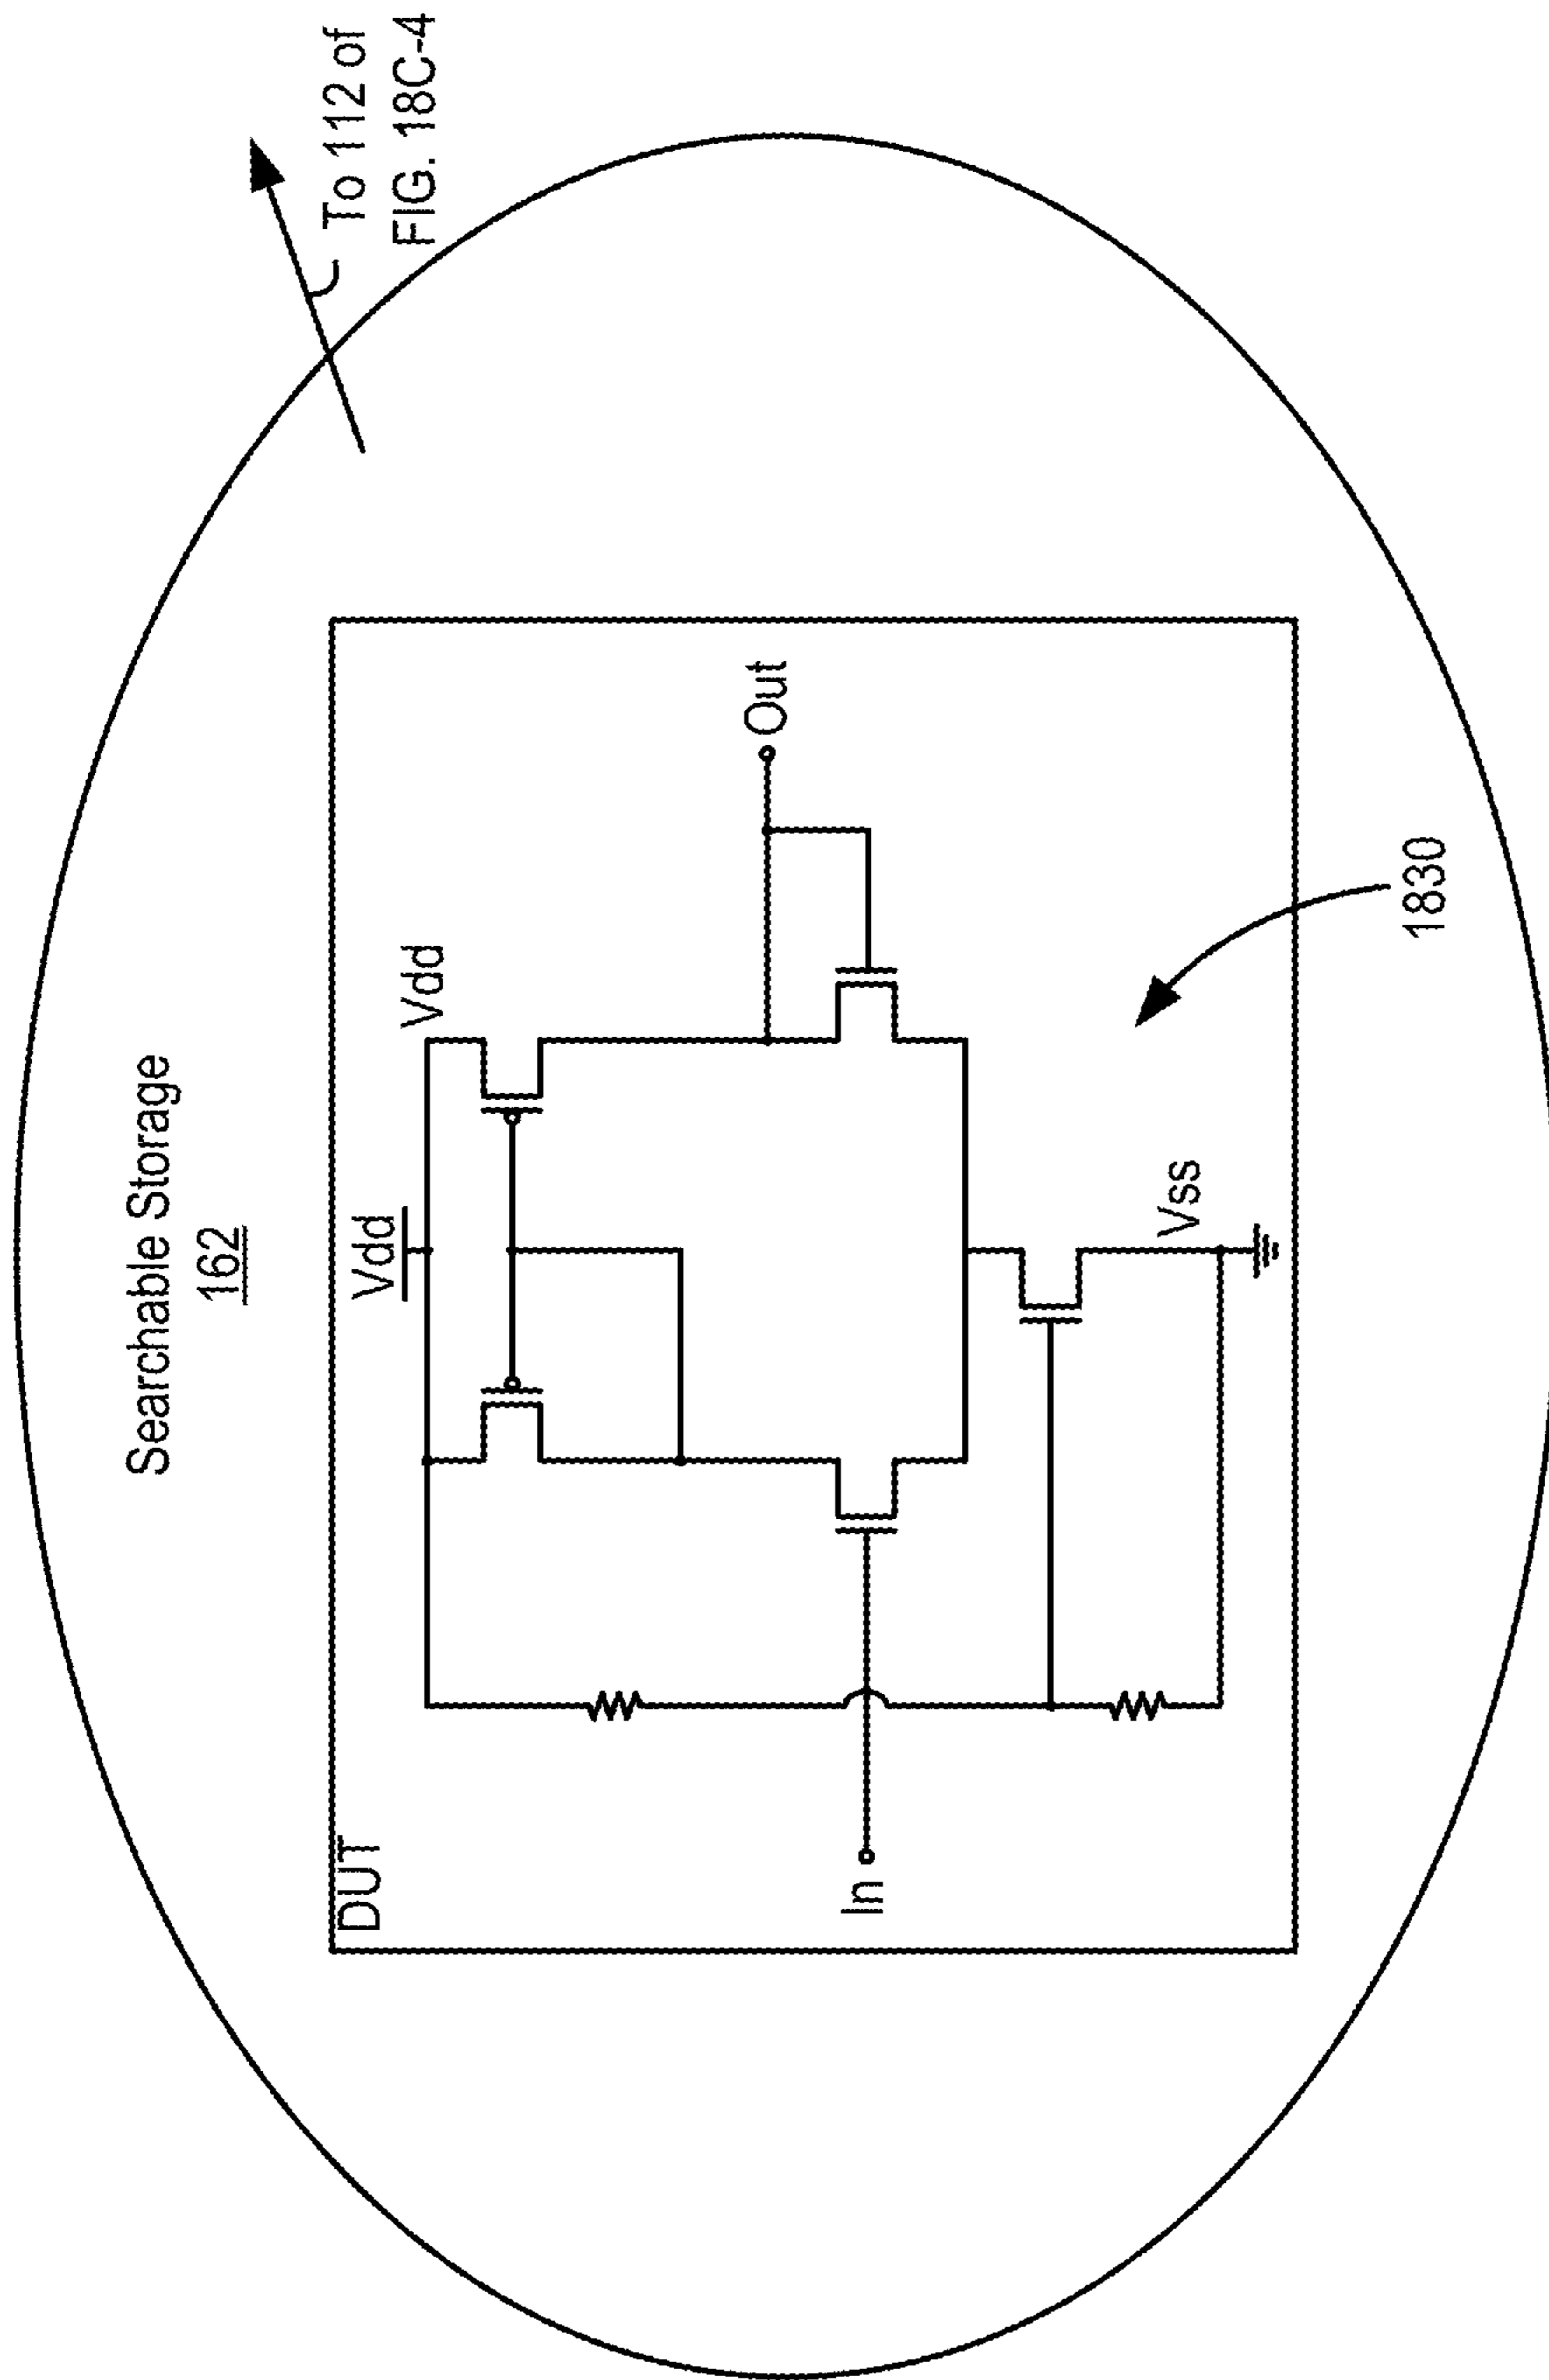 Searchable Storage
162
To 112 of
FIG. 18C-4
DUT
Vdd
Vdd
Out
In
Vss
1830